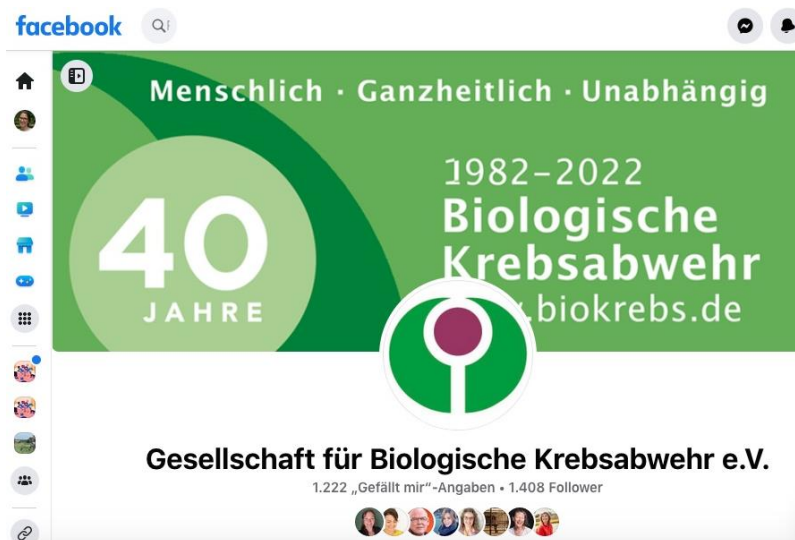 facebook
Menschlich · Ganzheitlich · Unabhängig
40
JAHRE
1982–2022
Biologische
Krebsabwehr
.biokrebs.de
Gesellschaft für Biologische Krebsabwehr e.V.
1.222 „Gefällt mir“-Angaben • 1.408 Follower